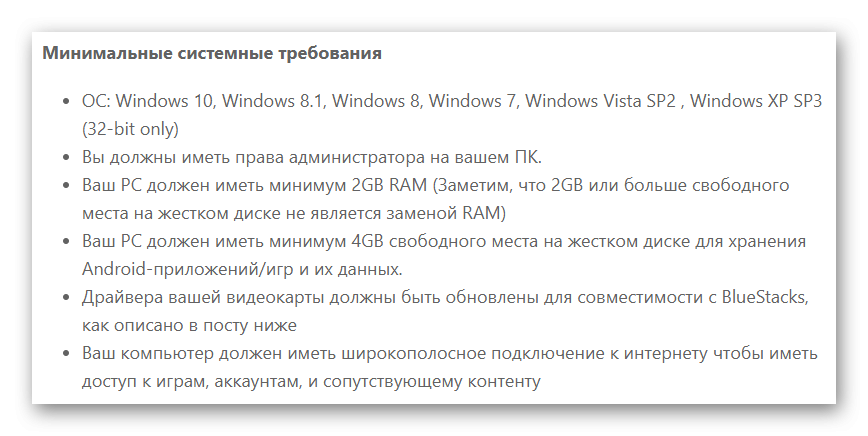 Минимальные системные требования
• ОС: Windows 10, Windows 8.1, Windows 8, Windows 7, Windows Vista SP2 , Windows XP SP3
(32-bit only)
• Вы должны иметь права администратора на вашем ПК.
• Ваш PC должен иметь минимум 2GB RAM (Заметим, что 2GB или больше свободного
места на жестком диске не является заменой RAM)
• Ваш PC должен иметь минимум 4GB свободного места на жестком диске для хранения
Android-приложений/игр и их данных.
• Драйвера вашей видеокарты должны быть обновлены для совместимости с BlueStacks,
как описано в посту ниже
• Ваш компьютер должен иметь широкополосное подключение к интернету чтобы иметь
доступ к играм, аккаунтам, и сопутствующему контенту